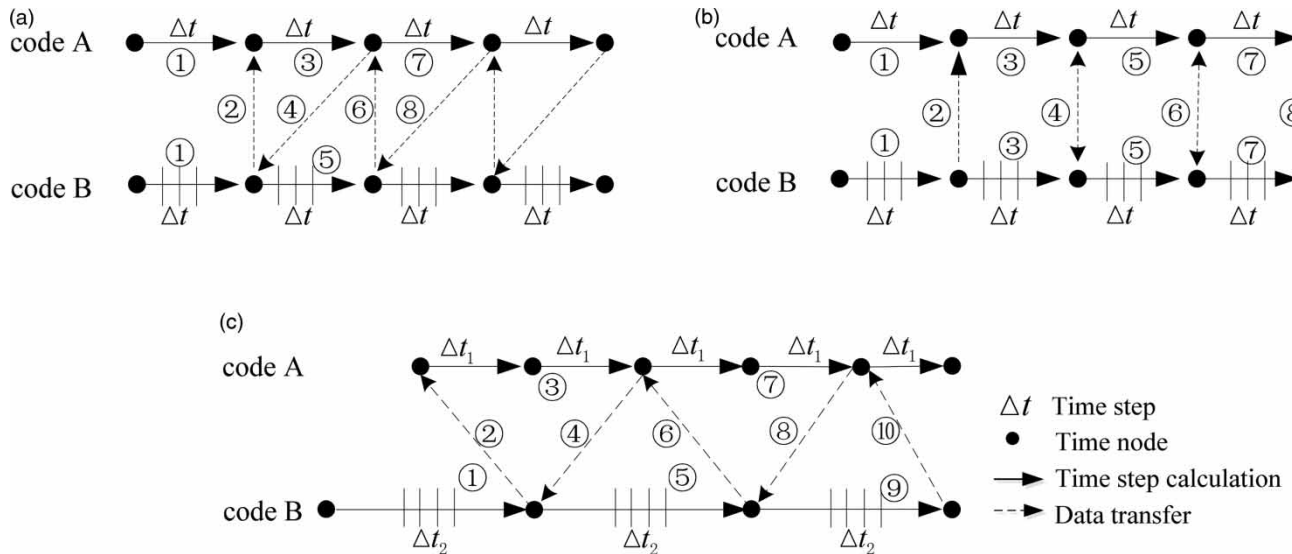 (a)
Δt Δt Δt Δt
code A
① ③ ⑦
② ④ ⑥ ⑧
① ⑤
code B
Δt Δt Δt Δt
(b)
Δt Δt Δt Δt
code A
① ③ ⑤ ⑦
② ④ ⑥ ⑧
① ③ ⑤ ⑦
code B
Δt Δt Δt Δt
(c)
Δt₁ Δt₁ Δt₁ Δt₁ Δt₁
code A
③ ⑦
② ④ ⑥ ⑧ ⑩
① ⑤ ⑨
code B
Δt₂ Δt₂ Δt₂
Δt Time step
Time node
Time step calculation
Data transfer